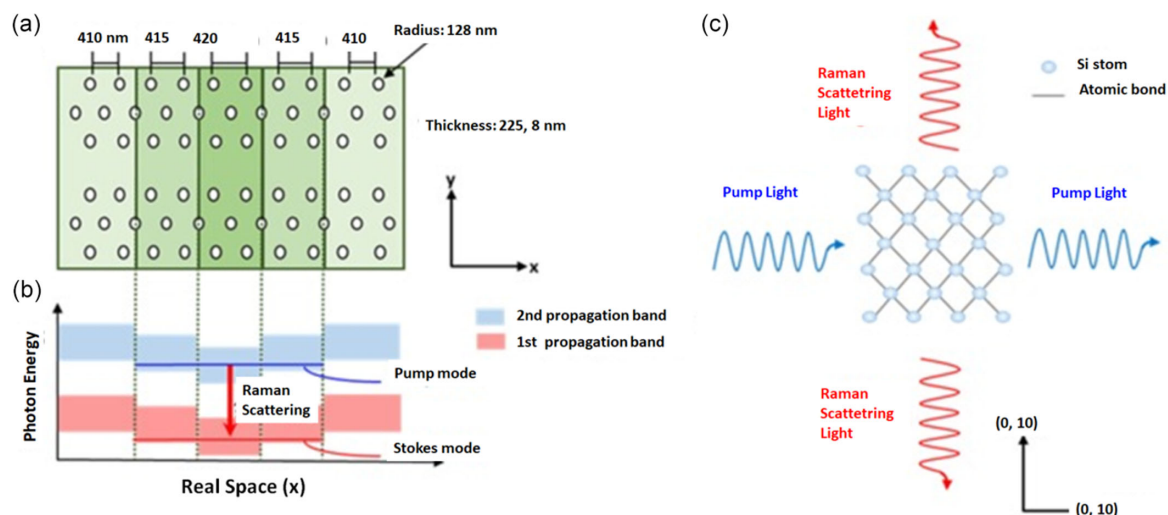 (a)
410 nm 415 420 415 410
Radius: 128 nm
Thickness: 225, 8 nm
y
x
(b)
Photon Energy
2nd propagation band
1st propagation band
Pump mode
Raman
Scattering
Stokes mode
Real Space (x)
(c)
Raman
Scattetring
Light
Si stom
Atomic bond
Pump Light
Pump Light
Raman
Scattetring
Light
(0, 10)
(0, 10)